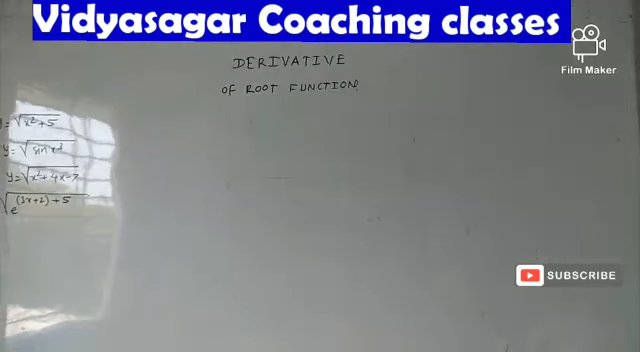 Vidyasagar Coaching classes
Film Maker
DERIVATIVE
OF ROOT FUNCTION
y=√x²+5
y=√sin x³
y=√x²+4x-7
√e^(3x+2)+5
SUBSCRIBE